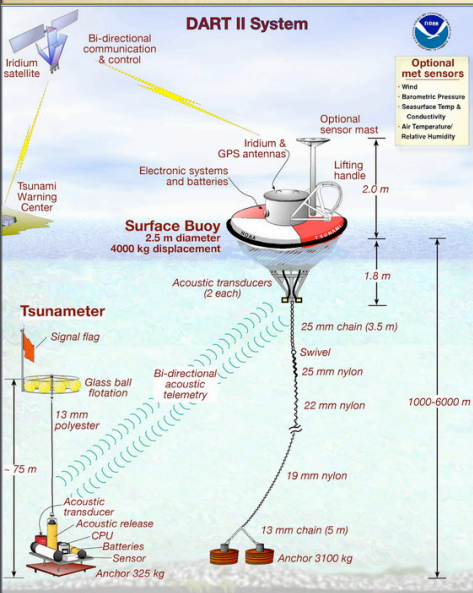 DART II System
NOAA
Iridium
satellite
Bi-directional
communication
& control
Optional
met sensors
· Wind
· Barometric Pressure
· Seasurface Temp &
Conductivity
· Air Temperature/
Relative Humidity
Optional
sensor mast
Iridium &
GPS antennas
Lifting
handle
2.0 m
Electronic systems
and batteries
Tsunami
Warning
Center
Surface Buoy
2.5 m diameter
4000 kg displacement
NOAA
TSUNAMI
1.8 m
Acoustic transducers
(2 each)
Tsunameter
Signal flag
25 mm chain (3.5 m)
Swivel
25 mm nylon
Bi-directional
acoustic
telemetry
Glass ball
flotation
22 mm nylon
1000-6000 m
13 mm
polyester
~ 75 m
19 mm nylon
Acoustic
transducer
Acoustic release
CPU
Batteries
Sensor
Anchor 325 kg
13 mm chain (5 m)
Anchor 3100 kg